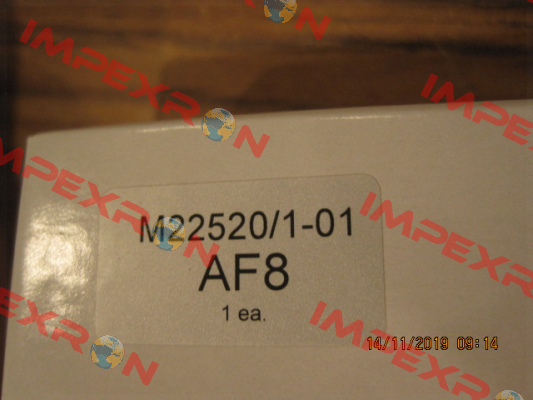 IMPEXRON
IMPEXRON
IMPEXRON
IMPEXRON
M22520/1-01
AF8
1 ea.
IMPEXRON
IMPEXRON
14/11/2019 09:14